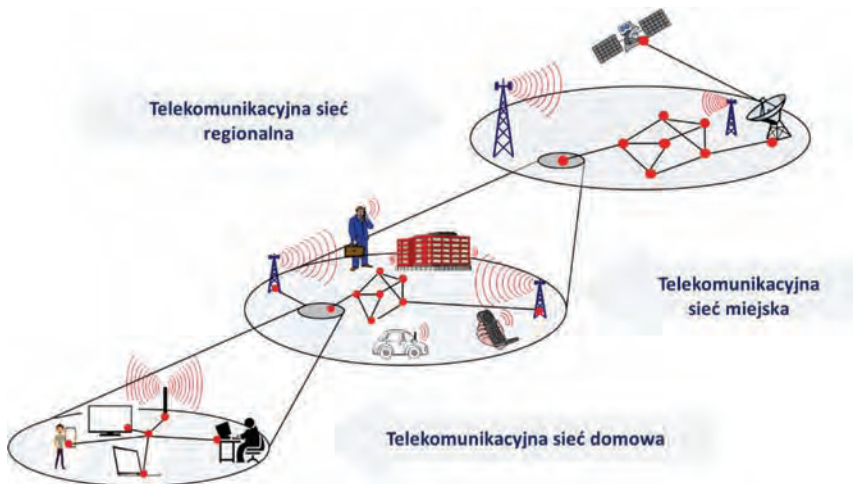 Telekomunikacyjna sieć
regionalna
Telekomunikacyjna
sieć miejska
Telekomunikacyjna sieć domowa